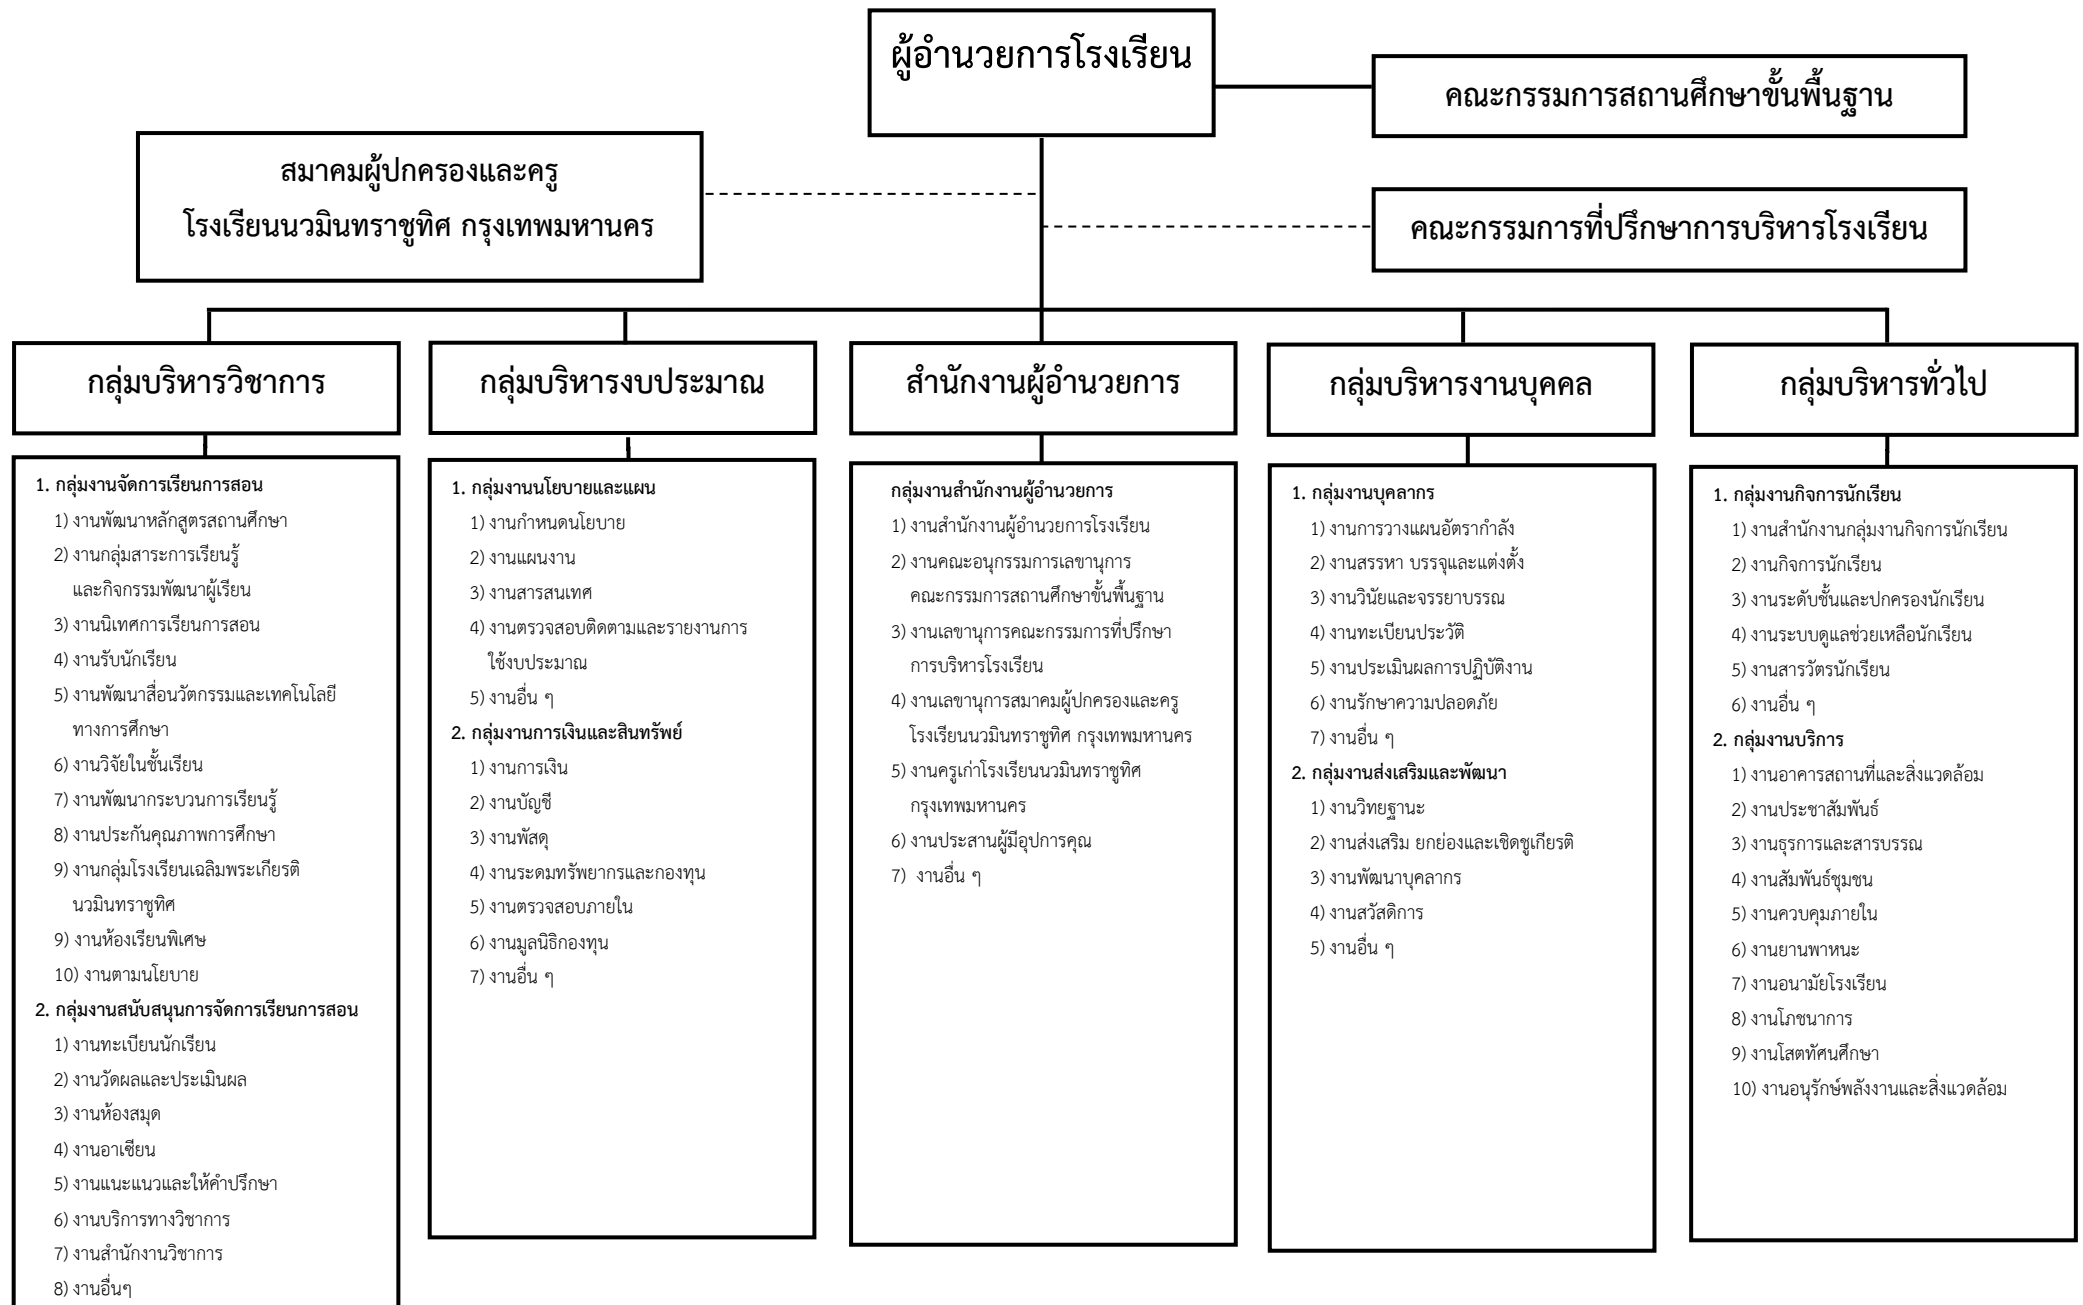 ผู้อำนวยการโรงเรียน
คณะกรรมการสถานศึกษาขั้นพื้นฐาน
สมาคมผู้ปกครองและครู
โรงเรียนนวมินทราชูทิศ กรุงเทพมหานคร
คณะกรรมการที่ปรึกษาการบริหารโรงเรียน
กลุ่มบริหารวิชาการ
กลุ่มบริหารงบประมาณ
สำนักงานผู้อำนวยการ
กลุ่มบริหารงานบุคคล
กลุ่มบริหารทั่วไป
1. กลุ่มงานจัดการเรียนการสอน
1) งานพัฒนาหลักสูตรสถานศึกษา
2) งานกลุ่มสาระการเรียนรู้
และกิจกรรมพัฒนาผู้เรียน
3) งานนิเทศการเรียนการสอน
4) งานรับนักเรียน
5) งานพัฒนาสื่อนวัตกรรมและเทคโนโลยี
ทางการศึกษา
6) งานวิจัยในชั้นเรียน
7) งานพัฒนากระบวนการเรียนรู้
8) งานประกันคุณภาพการศึกษา
9) งานกลุ่มโรงเรียนเฉลิมพระเกียรติ
นวมินทราชูทิศ
9) งานห้องเรียนพิเศษ
10) งานตามนโยบาย
2. กลุ่มงานสนับสนุนการจัดการเรียนการสอน
1) งานทะเบียนนักเรียน
2) งานวัดผลและประเมินผล
3) งานห้องสมุด
4) งานอาเซียน
5) งานแนะแนวและให้คำปรึกษา
6) งานบริการทางวิชาการ
7) งานสำนักงานวิชาการ
8) งานอื่นๆ
1. กลุ่มงานนโยบายและแผน
1) งานกำหนดนโยบาย
2) งานแผนงาน
3) งานสารสนเทศ
4) งานตรวจสอบติดตามและรายงานการ
ใช้งบประมาณ
5) งานอื่น ๆ
2. กลุ่มงานการเงินและสินทรัพย์
1) งานการเงิน
2) งานบัญชี
3) งานพัสดุ
4) งานระดมทรัพยากรและกองทุน
5) งานตรวจสอบภายใน
6) งานมูลนิธิกองทุน
7) งานอื่น ๆ
กลุ่มงานสำนักงานผู้อำนวยการ
1) งานสำนักงานผู้อำนวยการโรงเรียน
2) งานคณะอนุกรรมการเลขานุการ
คณะกรรมการสถานศึกษาขั้นพื้นฐาน
3) งานเลขานุการคณะกรรมการที่ปรึกษา
การบริหารโรงเรียน
4) งานเลขานุการสมาคมผู้ปกครองและครู
โรงเรียนนวมินทราชูทิศ กรุงเทพมหานคร
5) งานครูเก่าโรงเรียนนวมินทราชูทิศ
กรุงเทพมหานคร
6) งานประสานผู้มีอุปการคุณ
7) งานอื่น ๆ
1. กลุ่มงานบุคลากร
1) งานการวางแผนอัตรากำลัง
2) งานสรรหา บรรจุและแต่งตั้ง
3) งานวินัยและจรรยาบรรณ
4) งานทะเบียนประวัติ
5) งานประเมินผลการปฏิบัติงาน
6) งานรักษาความปลอดภัย
7) งานอื่น ๆ
2. กลุ่มงานส่งเสริมและพัฒนา
1) งานวิทยฐานะ
2) งานส่งเสริม ยกย่องและเชิดชูเกียรติ
3) งานพัฒนาบุคลากร
4) งานสวัสดิการ
5) งานอื่น ๆ
1. กลุ่มงานกิจการนักเรียน
1) งานสำนักงานกลุ่มงานกิจการนักเรียน
2) งานกิจการนักเรียน
3) งานระดับชั้นและปกครองนักเรียน
4) งานระบบดูแลช่วยเหลือนักเรียน
5) งานสารวัตรนักเรียน
6) งานอื่น ๆ
2. กลุ่มงานบริการ
1) งานอาคารสถานที่และสิ่งแวดล้อม
2) งานประชาสัมพันธ์
3) งานธุรการและสารบรรณ
4) งานสัมพันธ์ชุมชน
5) งานควบคุมภายใน
6) งานยานพาหนะ
7) งานอนามัยโรงเรียน
8) งานโภชนาการ
9) งานโสตทัศนศึกษา
10) งานอนุรักษ์พลังงานและสิ่งแวดล้อม